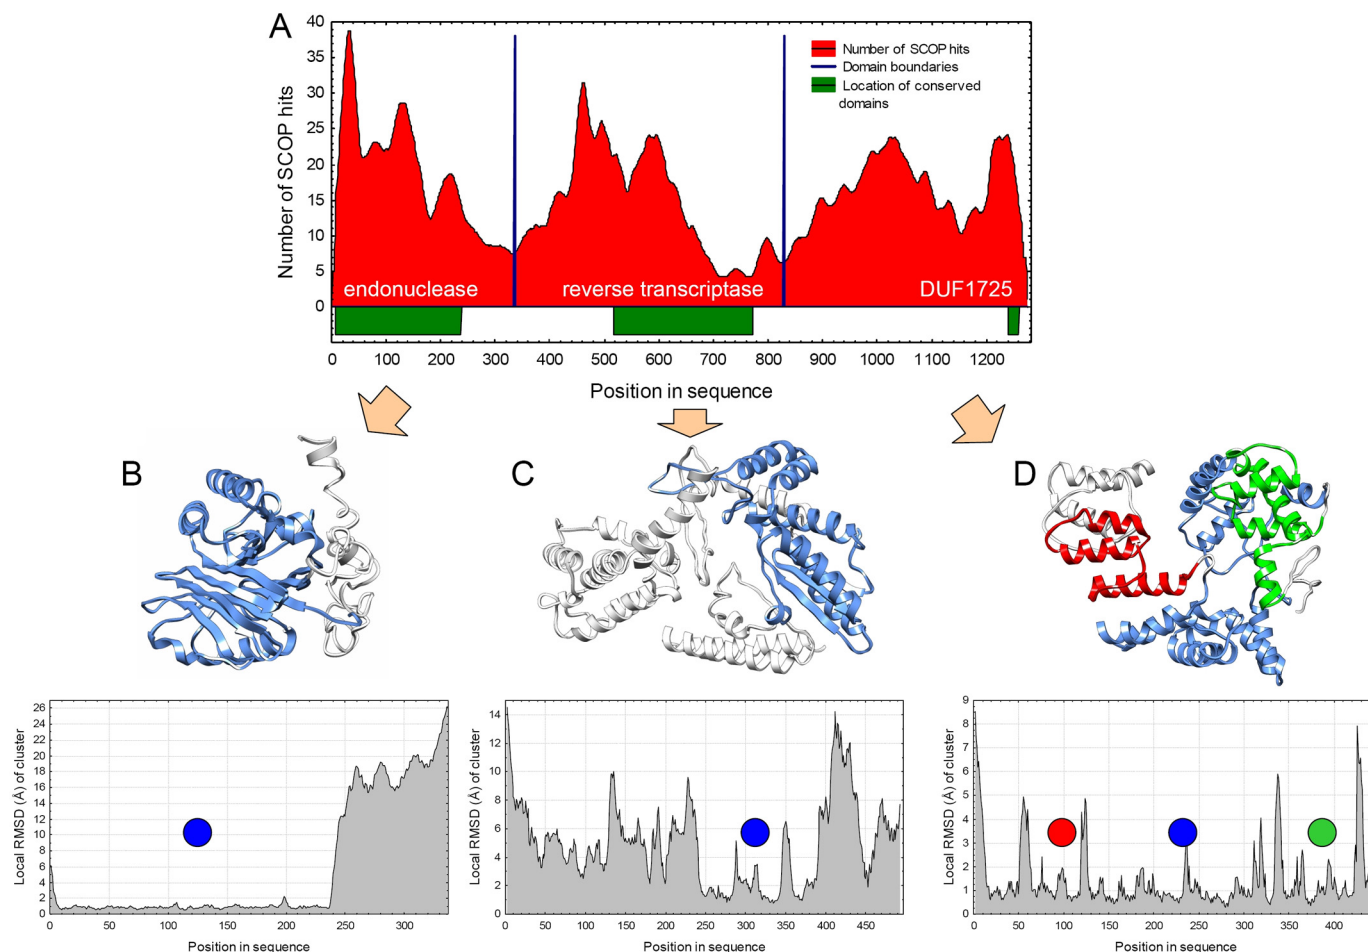 A
Number of SCOP hits
40
35
30
25
20
15
10
5
0
Number of SCOP hits
Domain boundaries
Location of conserved
domains
endonuclease
reverse transcriptase
DUF1725
0 100 200 300 400 500 600 700 800 900 1000 1100 1200
Position in sequence
B
C
D
Local RMSD (Å) of cluster
26
24
22
20
18
16
14
12
10
8
6
4
2
0
0 50 100 150 200 250 300
Position in sequence
Local RMSD (Å) of cluster
14
12
10
8
6
4
2
0
0 50 100 150 200 250 300 350 400 450
Position in sequence
Local RMSD (Å) of cluster
9
8
7
6
5
4
3
2
1
0
0 50 100 150 200 250 300 350 400
Position in sequence